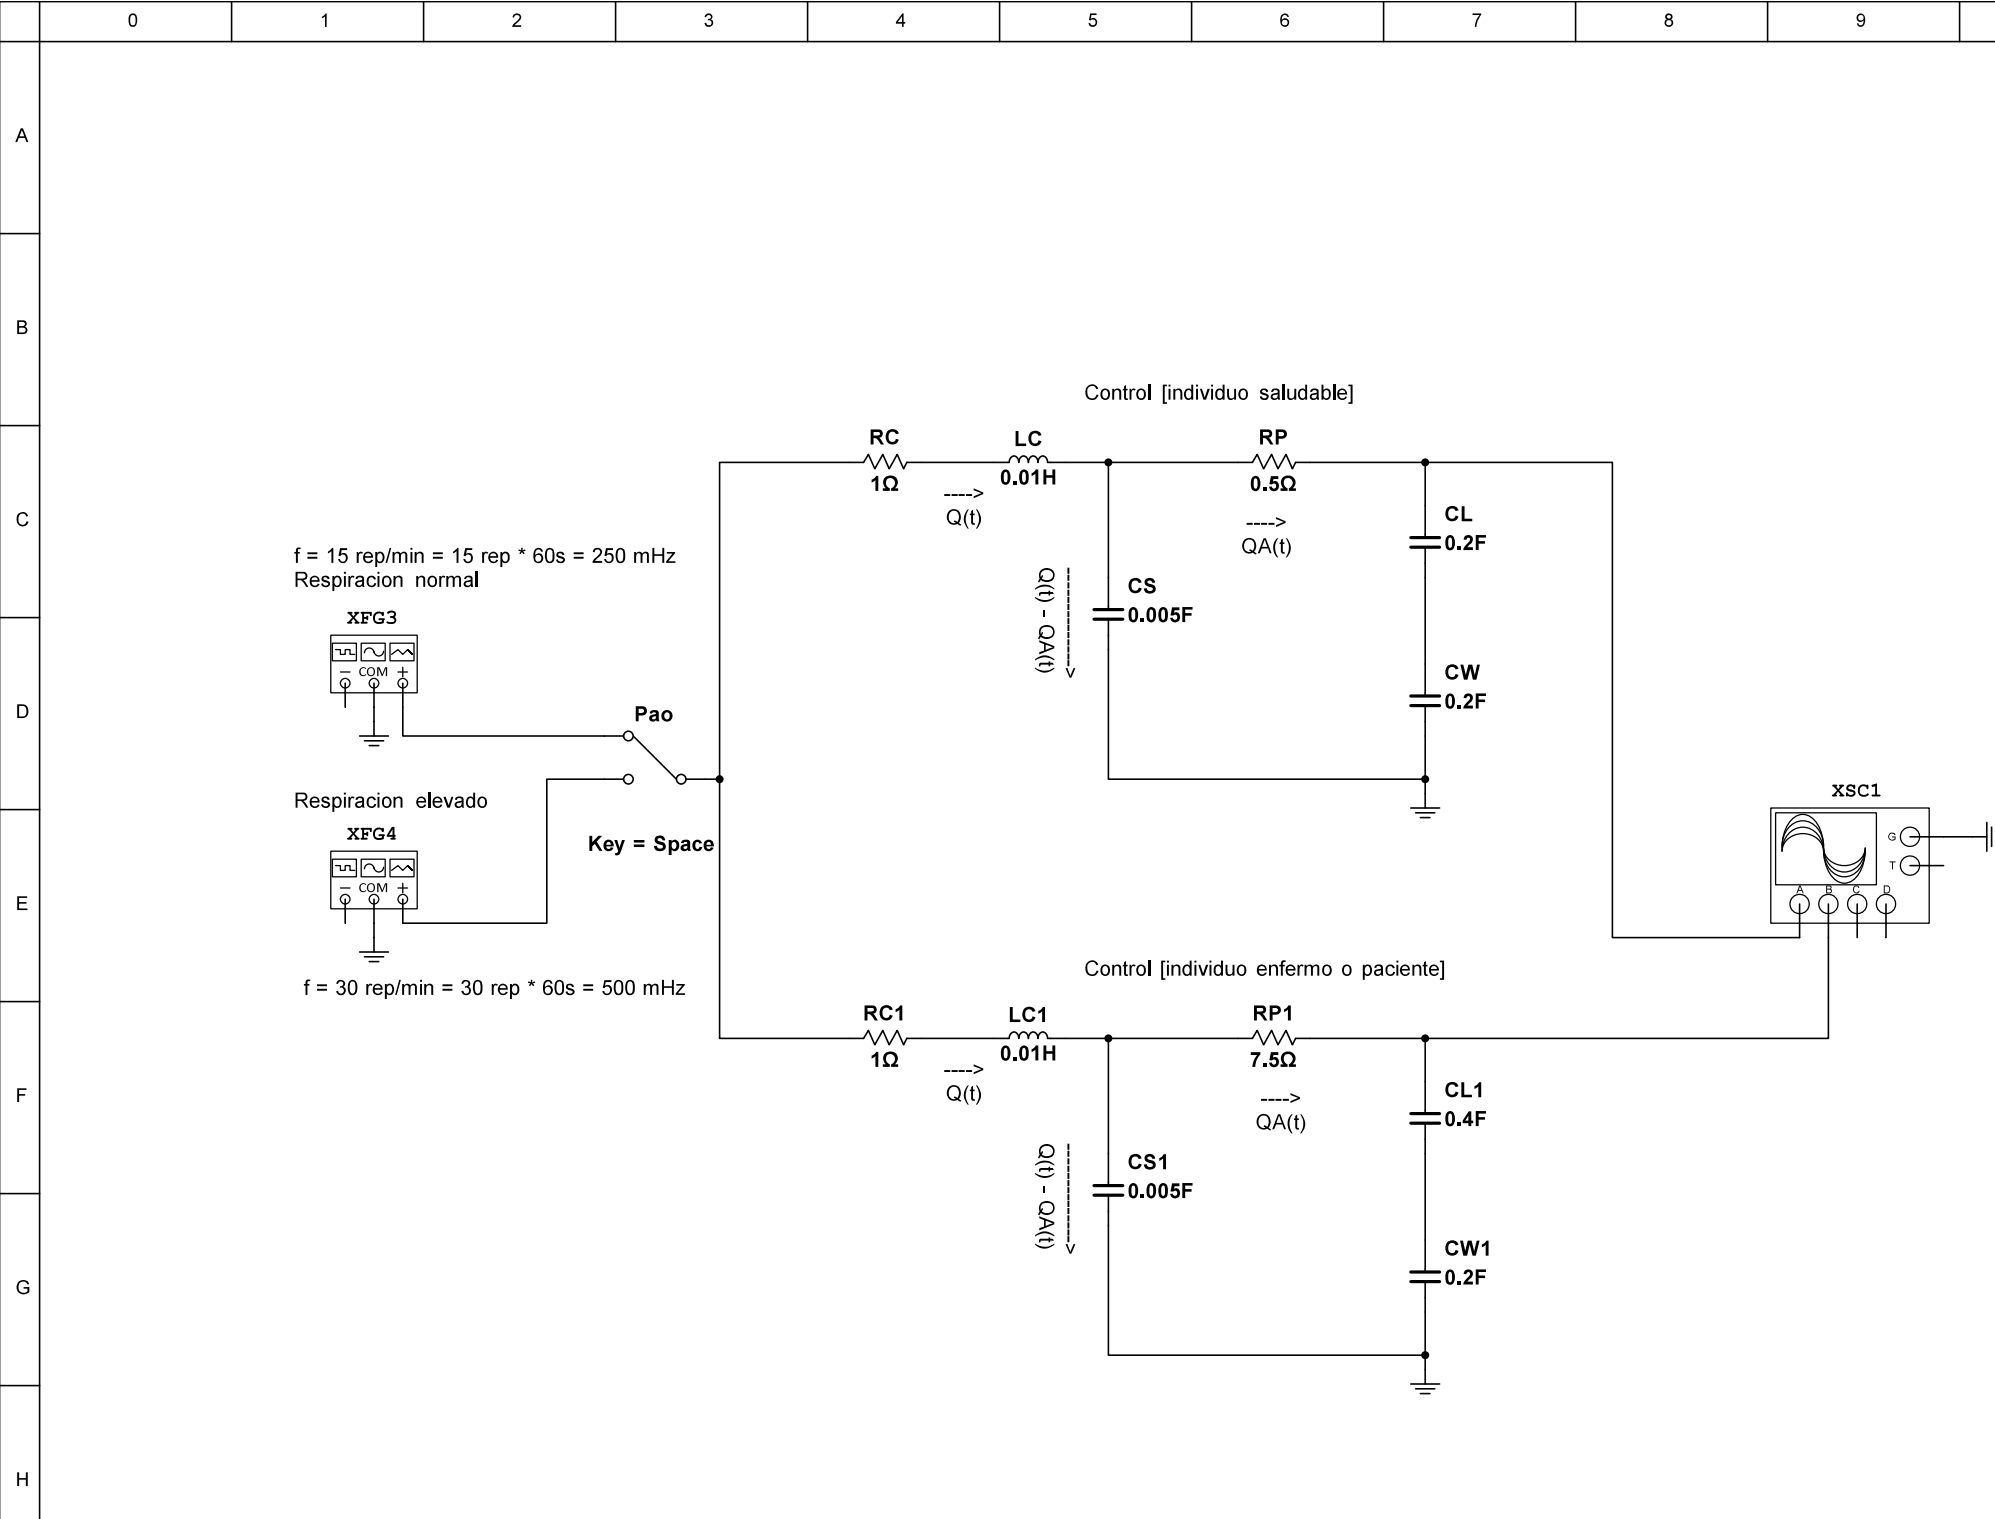 0 1 2 3 4 5 6 7 8 9
A
B
C
D
E
F
G
H
Control [individuo saludable]
RC
1Ω
LC
0.01H
RP
0.5Ω
---->
Q(t)
---->
QA(t)
CL
0.2F
CS
0.005F
Q(t) - QA(t)
----------------->
CW
0.2F
f = 15 rep/min = 15 rep * 60s = 250 mHz
Respiracion normal
XFG3
COM
Pao
Key = Space
Respiracion elevado
XFG4
COM
f = 30 rep/min = 30 rep * 60s = 500 mHz
XSC1
G
T
A B C D
Control [individuo enfermo o paciente]
RC1
1Ω
LC1
0.01H
RP1
7.5Ω
---->
Q(t)
---->
QA(t)
CL1
0.4F
CS1
0.005F
Q(t) - QA(t)
----------------->
CW1
0.2F